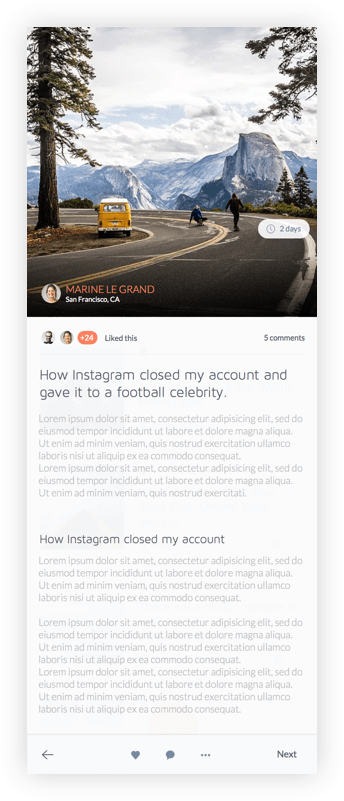 2 days
MARINE LE GRAND
San Francisco, CA
+24 Liked this 5 comments
How Instagram closed my account and
gave it to a football celebrity.
Lorem ipsum dolor sit amet, consectetur adipisicing elit, sed do
eiusmod tempor incididunt ut labore et dolore magna aliqua.
Ut enim ad minim veniam, quis nostrud exercitation ullamco
laboris nisi ut aliquip ex ea commodo consequat.
Lorem ipsum dolor sit amet, consectetur adipisicing elit, sed do
eiusmod tempor incididunt ut labore et dolore magna aliqua.
Ut enim ad minim veniam, quis nostrud exercitati.
How Instagram closed my account
Lorem ipsum dolor sit amet, consectetur adipisicing elit, sed do
eiusmod tempor incididunt ut labore et dolore magna aliqua.
Ut enim ad minim veniam, quis nostrud exercitation ullamco
laboris nisi ut aliquip ex ea commodo consequat.
Lorem ipsum dolor sit amet, consectetur adipisicing elit, sed do
eiusmod tempor incididunt ut labore et dolore magna aliqua.
Ut enim ad minim veniam, quis nostrud exercitation ullamco
laboris nisi ut aliquip ex ea commodo consequat.
Lorem ipsum dolor sit amet, consectetur adipisicing elit, sed do
eiusmod tempor incididunt ut labore et dolore magna aliqua.
Ut enim ad minim veniam, quis nostrud exercitation ullamco
laboris nisi ut aliquip ex ea commodo consequat.
Next